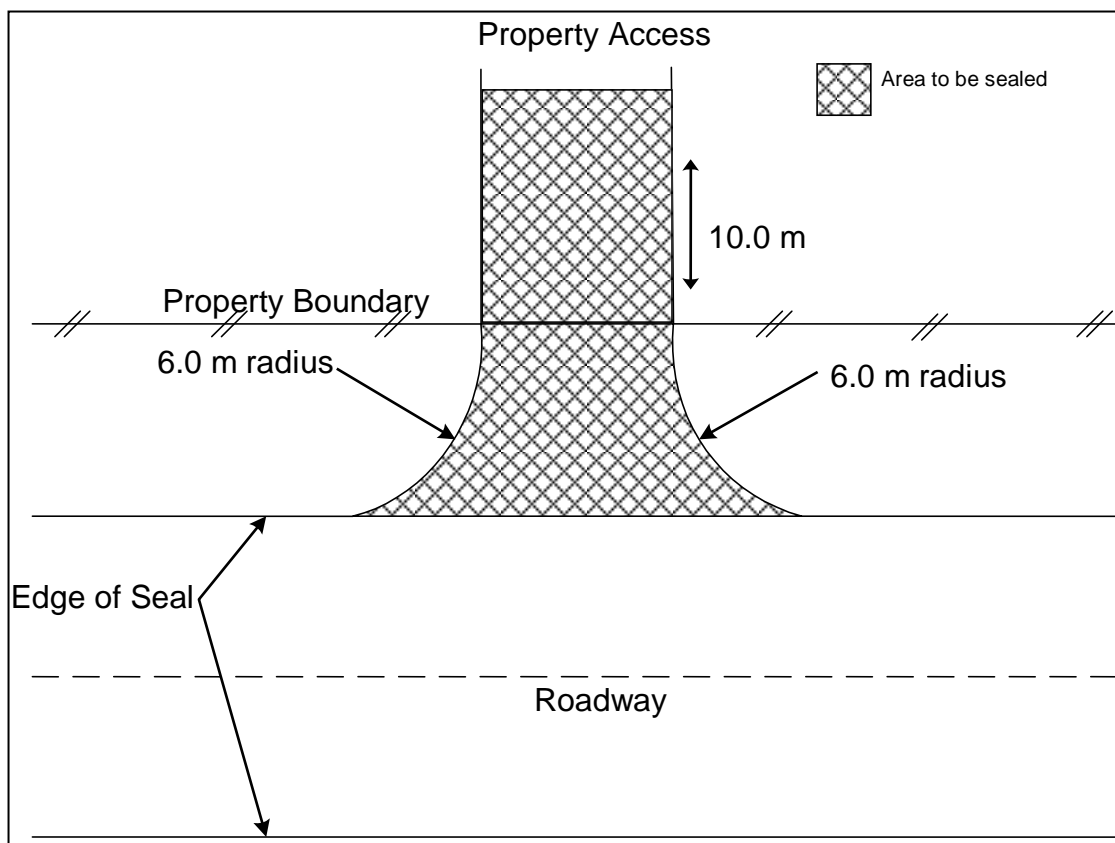 Property Access
Area to be sealed
10.0 m
Property Boundary
6.0 m radius
6.0 m radius
Edge of Seal
Roadway